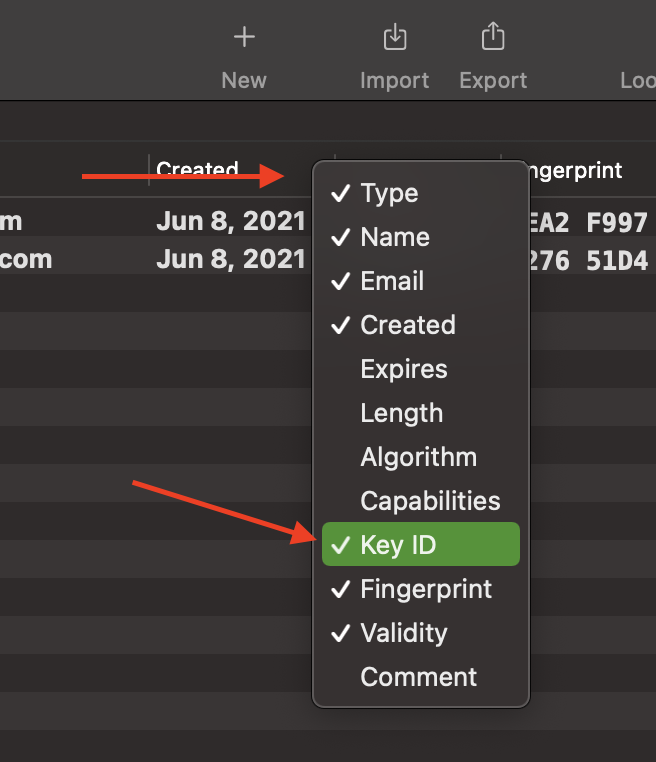 New Import Export Loo
Created ngerprint
m Jun 8, 2021 EA2 F997
com Jun 8, 2021 276 51D4
Type
Name
Email
Created
Expires
Length
Algorithm
Capabilities
Key ID
Fingerprint
Validity
Comment